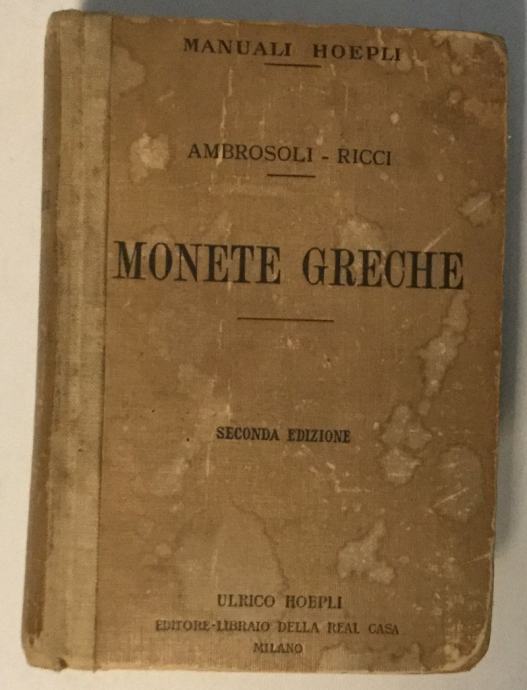 MANUALI HOEPLI
AMBROSOLI - RICCI
MONETE GRECHE
SECONDA EDIZIONE
ULRICO HOEPLI
EDITORE-LIBRAIO DELLA REAL CASA
MILANO